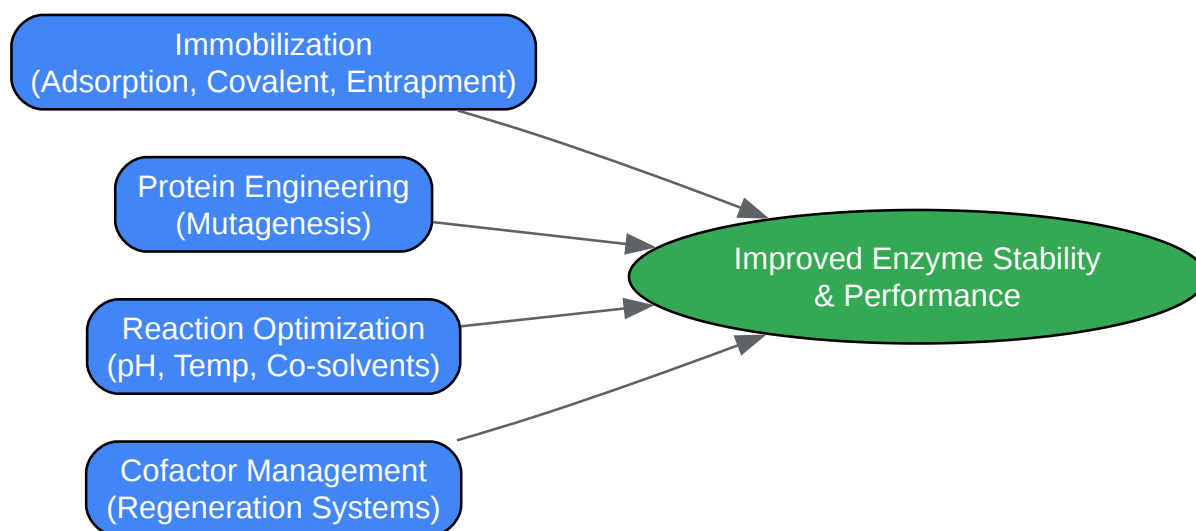 Immobilization
(Adsorption, Covalent, Entrapment)
Protein Engineering
(Mutagenesis)
Improved Enzyme Stability
& Performance
Reaction Optimization
(pH, Temp, Co-solvents)
Cofactor Management
(Regeneration Systems)